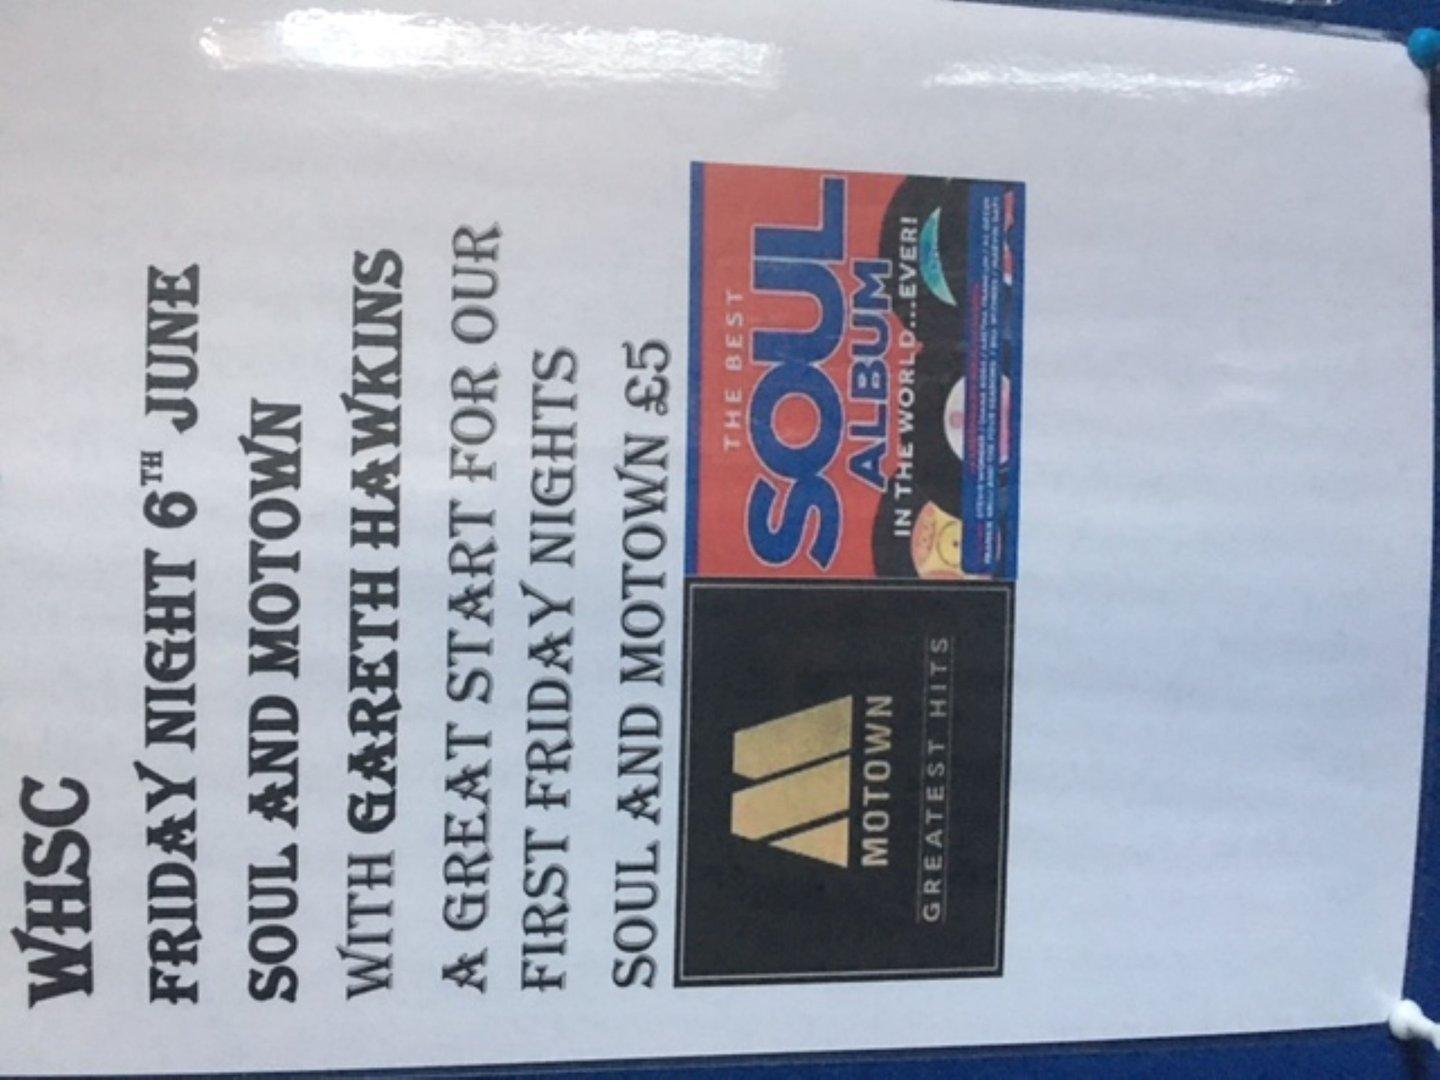 WHSC
FRIDAY NIGHT 6TH JUNE
SOUL AND MOTOWN
WITH GARETH HAWKINS
A GREAT START FOR OUR
FIRST FRIDAY NIGHTS
SOUL AND MOTOWN £5
MOTOWN
GREATEST HITS
THE BEST
SOUL
ALBUM
IN THE WORLD...EVER!